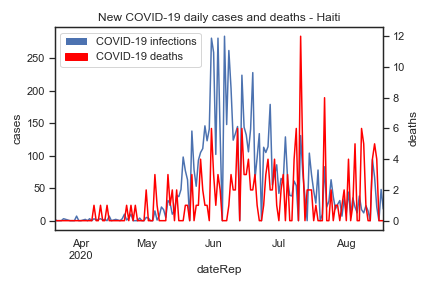 New COVID-19 daily cases and deaths - Haiti
COVID-19 infections
COVID-19 deaths
cases
250
200
150
100
50
0
deaths
12
10
8
6
4
2
0
Apr May Jun Jul Aug
2020
dateRep